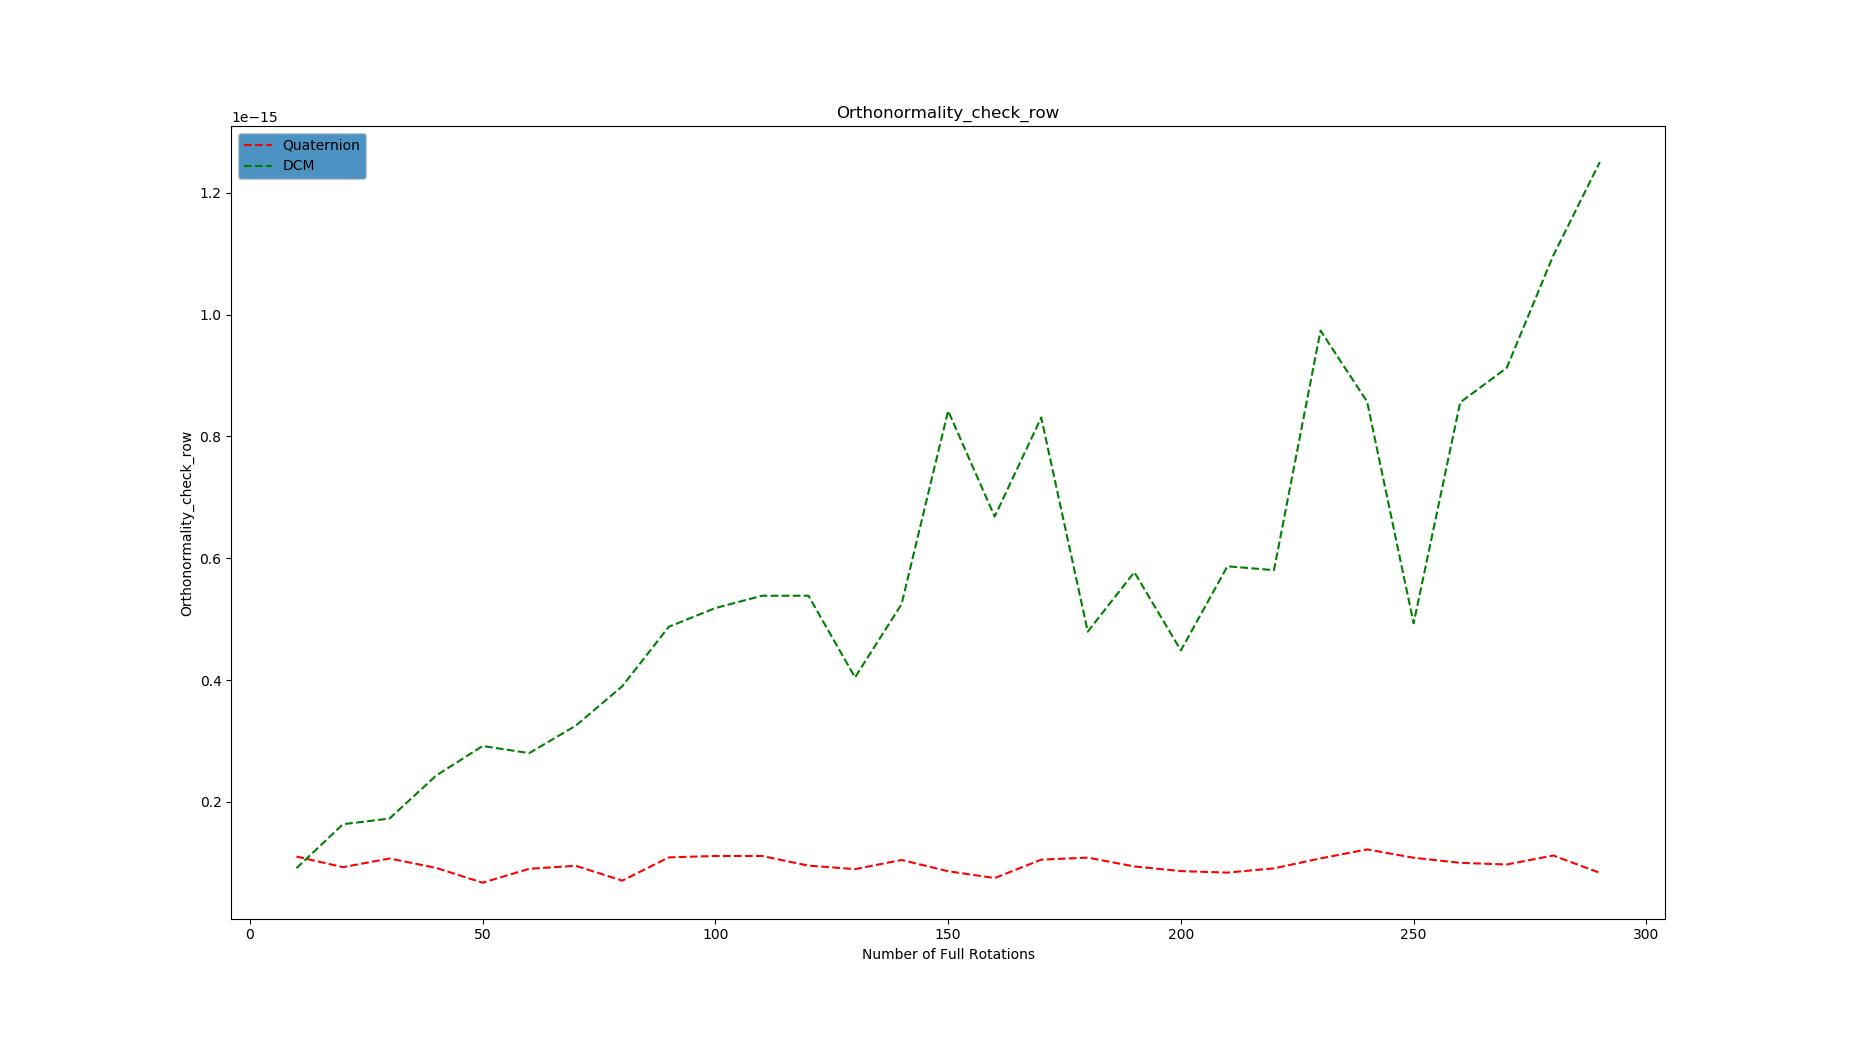 Orthonormality_check_row
1e−15
Quaternion
DCM
1.2
1.0
0.8
0.6
0.4
0.2
Orthonormality_check_row
0 50 100 150 200 250 300
Number of Full Rotations